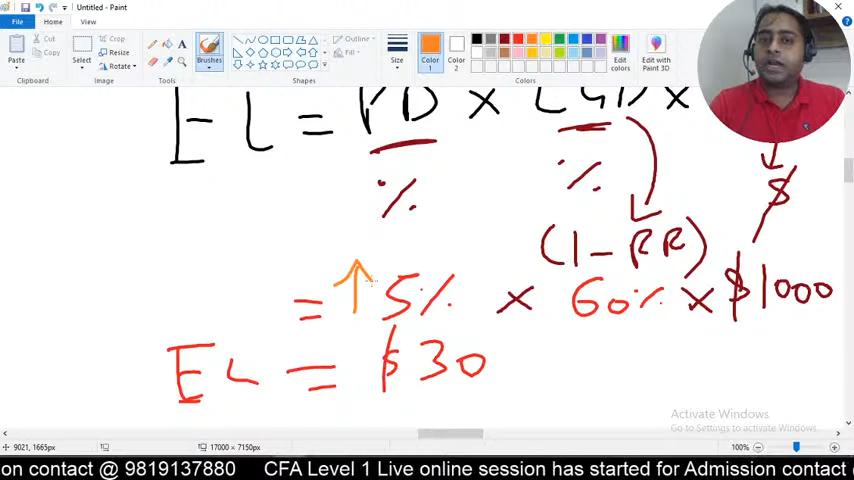 Untitled - Paint
File Home View
Paste
Cut
Copy
Clipboard
Select
Crop
Resize
Rotate
Image
A
Tools
Brushes
Shapes
Outline
Fill
Size
Color 1
Color 2
Colors
Edit colors
Edit with Paint 3D
EL = PD × LGD ×
% % $
(1 - RR)
= ↑ 5% × 60% × $1000
EL = $30
Activate Windows
Go to Settings to activate Windows.
9021, 1665px
17000 × 7150px
100%
on contact @ 9819137880 CFA Level 1 Live online session has started for Admission contact